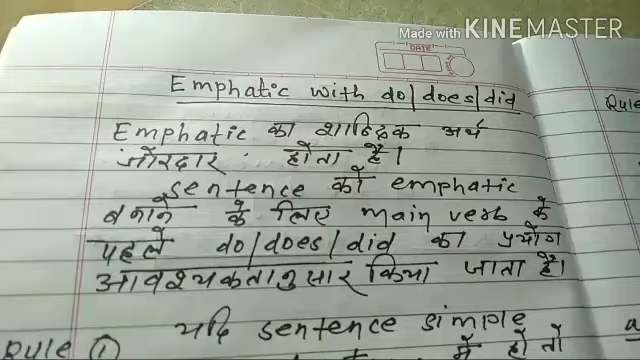 Made with KINEMASTER
DATE
Emphatic with do/does/did
Rule
Emphatic का शाब्दिक अर्थ
जोरदार होता है।
sentence को emphatic
बनाने के लिए main verb के
पहले do/does/did का प्रयोग
आवश्यकतानुसार किया जाता है।
यदि sentence simple
Rule ①
में हो तो